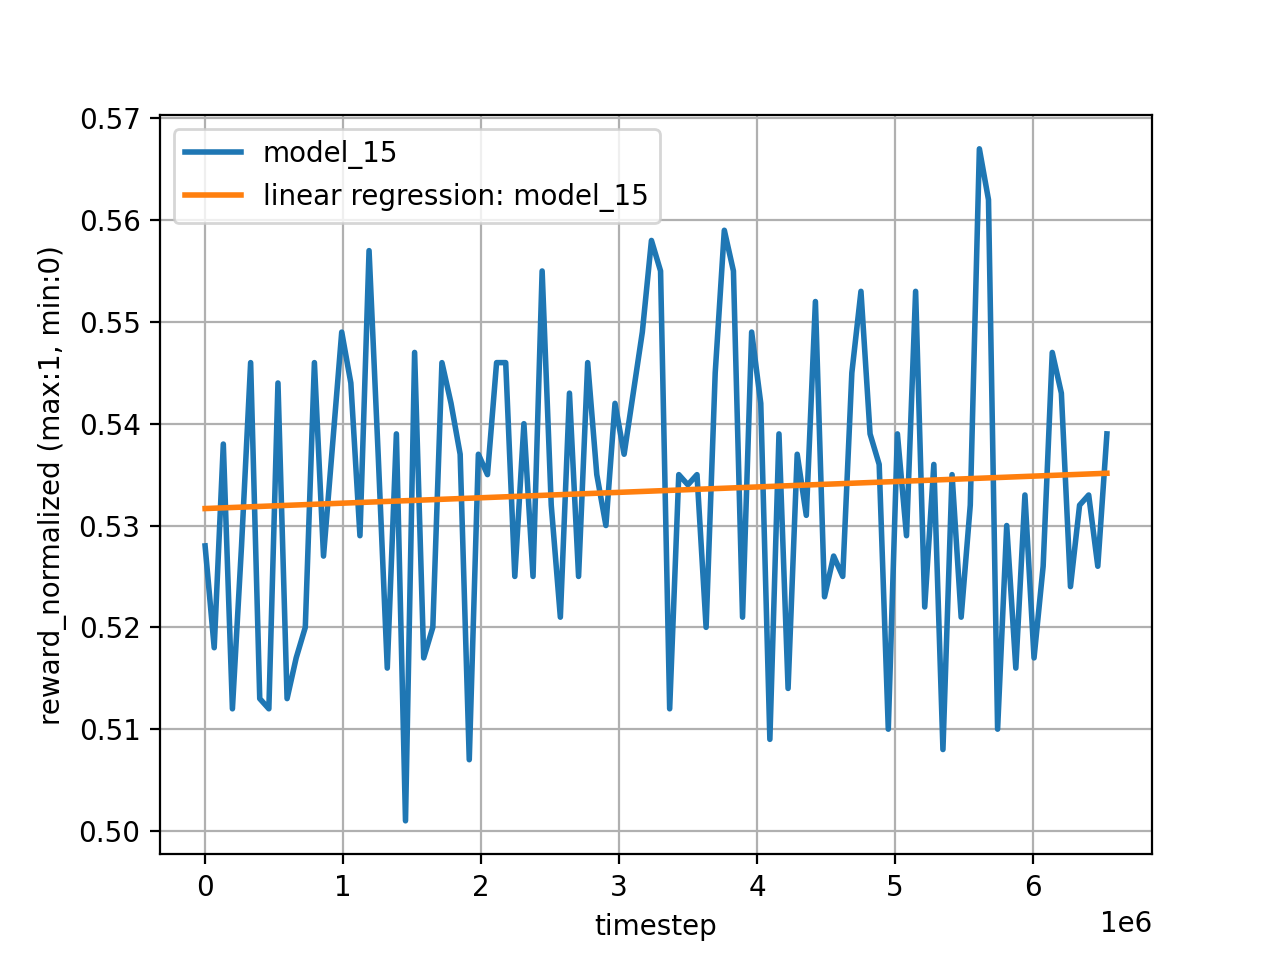 model_15
linear regression: model_15
reward_normalized (max:1, min:0)
0.57
0.56
0.55
0.54
0.53
0.52
0.51
0.50
0 1 2 3 4 5 6
1e6
timestep